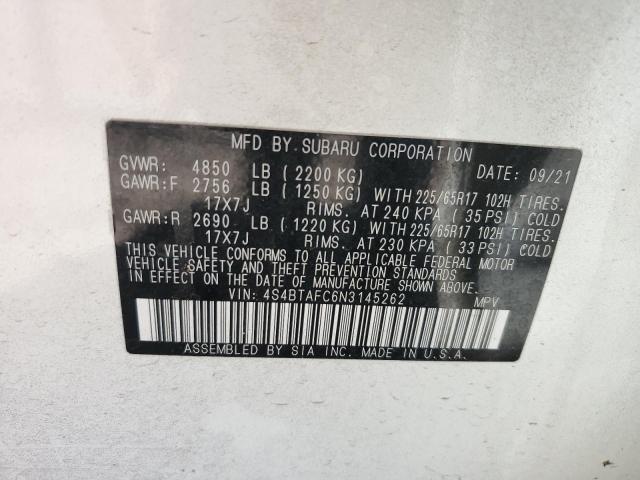 MFD BY SUBARU CORPORATION
GVWR: 4850 LB ( 2200 KG) DATE: 09/21
GAWR:F 2756 LB ( 1250 KG) WITH 225/65R17 102H TIRES.
17X7J RIMS. AT 240 KPA ( 35 PSI) COLD
GAWR:R 2690 LB ( 1220 KG) WITH 225/65R17 102H TIRES.
17X7J RIMS. AT 230 KPA ( 33 PSI) COLD
THIS VEHICLE CONFORMS TO ALL APPLICABLE FEDERAL MOTOR
VEHICLE SAFETY AND THEFT PREVENTION STANDARDS
IN EFFECT ON THE DATE OF MANUFACTURE SHOWN ABOVE.
VIN: 4S4BTAFC6N3145262 MPV
ASSEMBLED BY SIA INC. MADE IN U.S.A.